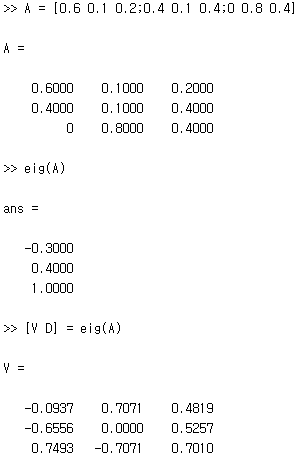 >> A = [0.6 0.1 0.2;0.4 0.1 0.4;0 0.8 0.4]
A =
0.6000 0.1000 0.2000
0.4000 0.1000 0.4000
0 0.8000 0.4000
>> eig(A)
ans =
-0.3000
0.4000
1.0000
>> [V D] = eig(A)
V =
-0.0937 0.7071 0.4819
-0.6556 0.0000 0.5257
0.7493 -0.7071 0.7010